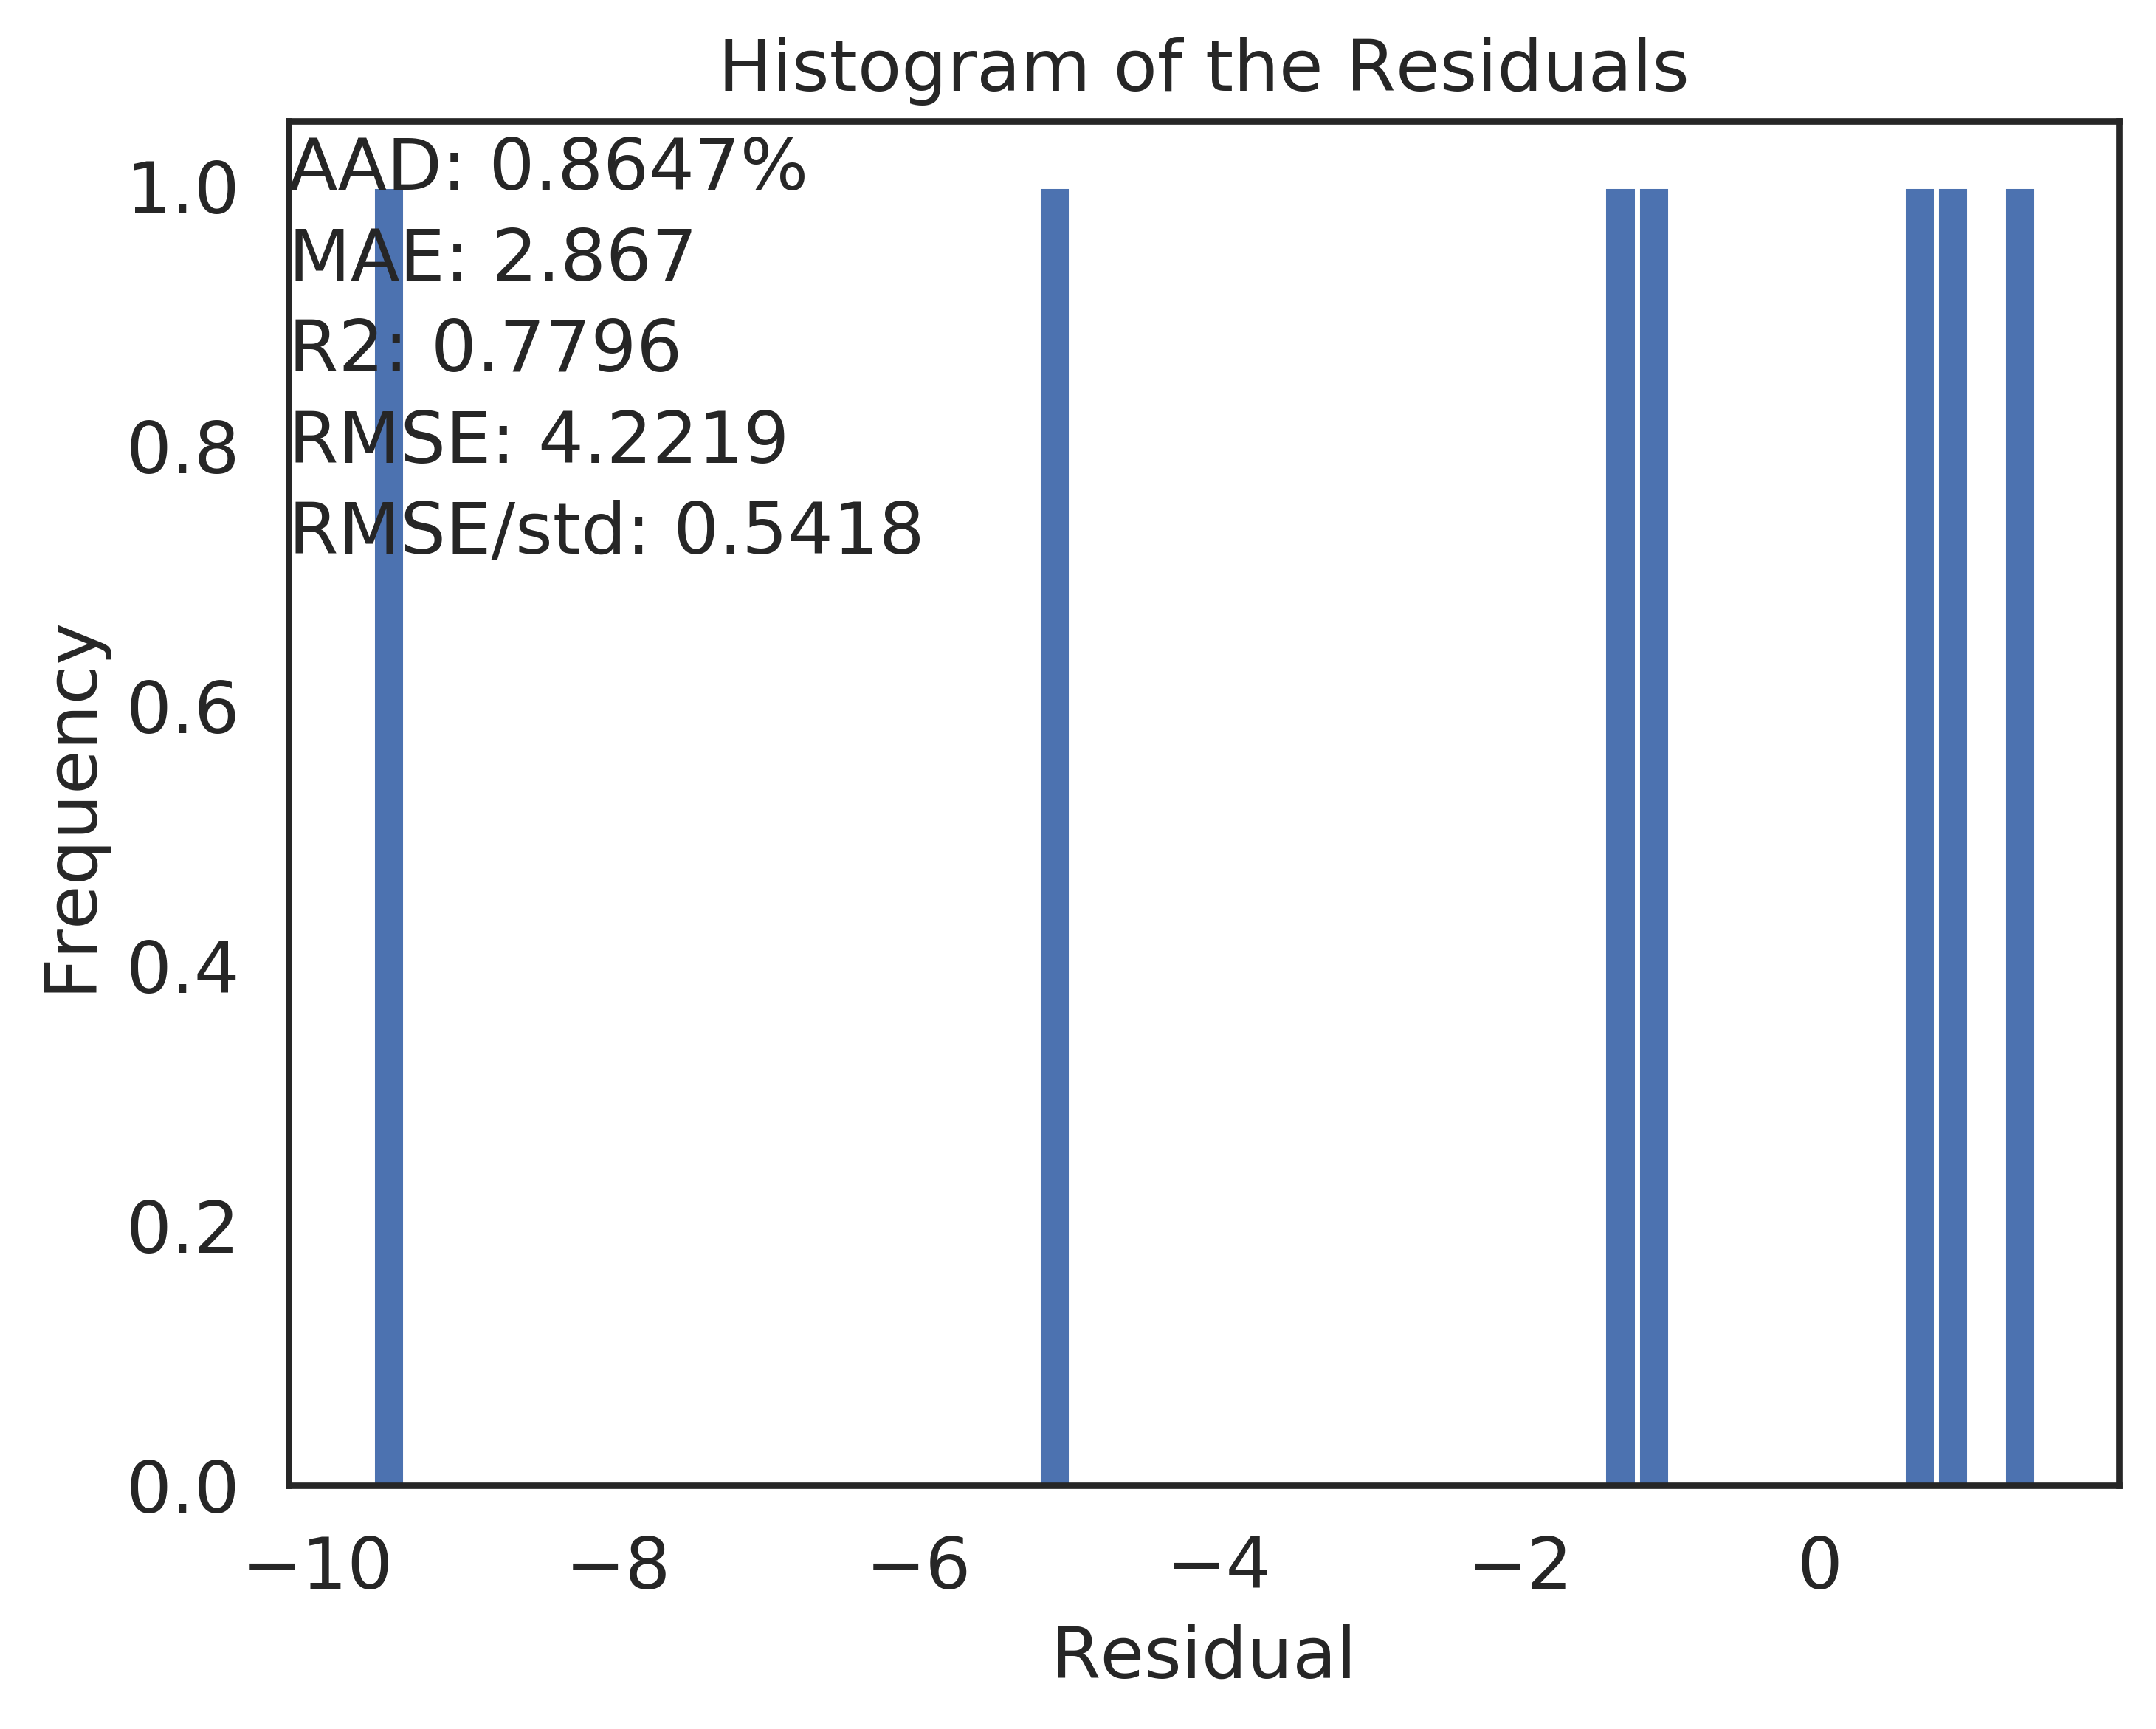 Histogram of the Residuals
AAD: 0.8647%
MAE: 2.867
R2: 0.7796
RMSE: 4.2219
RMSE/std: 0.5418
1.0
0.8
0.6
0.4
0.2
0.0
Frequency
−10 −8 −6 −4 −2 0
Residual